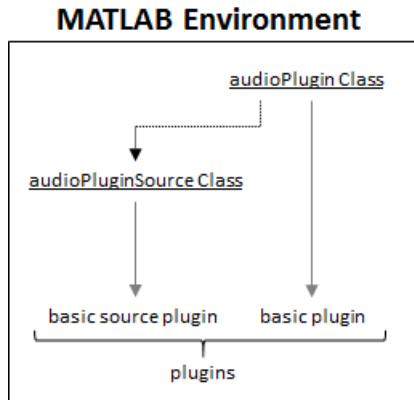 MATLAB Environment
audioPlugin Class
audioPluginSource Class
basic source plugin basic plugin
plugins